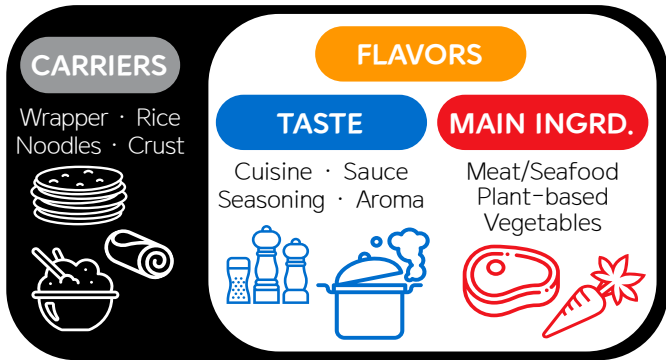 CARRIERS
Wrapper · Rice
Noodles · Crust
FLAVORS
TASTE
Cuisine · Sauce
Seasoning · Aroma
MAIN INGRD.
Meat/Seafood
Plant-based
Vegetables